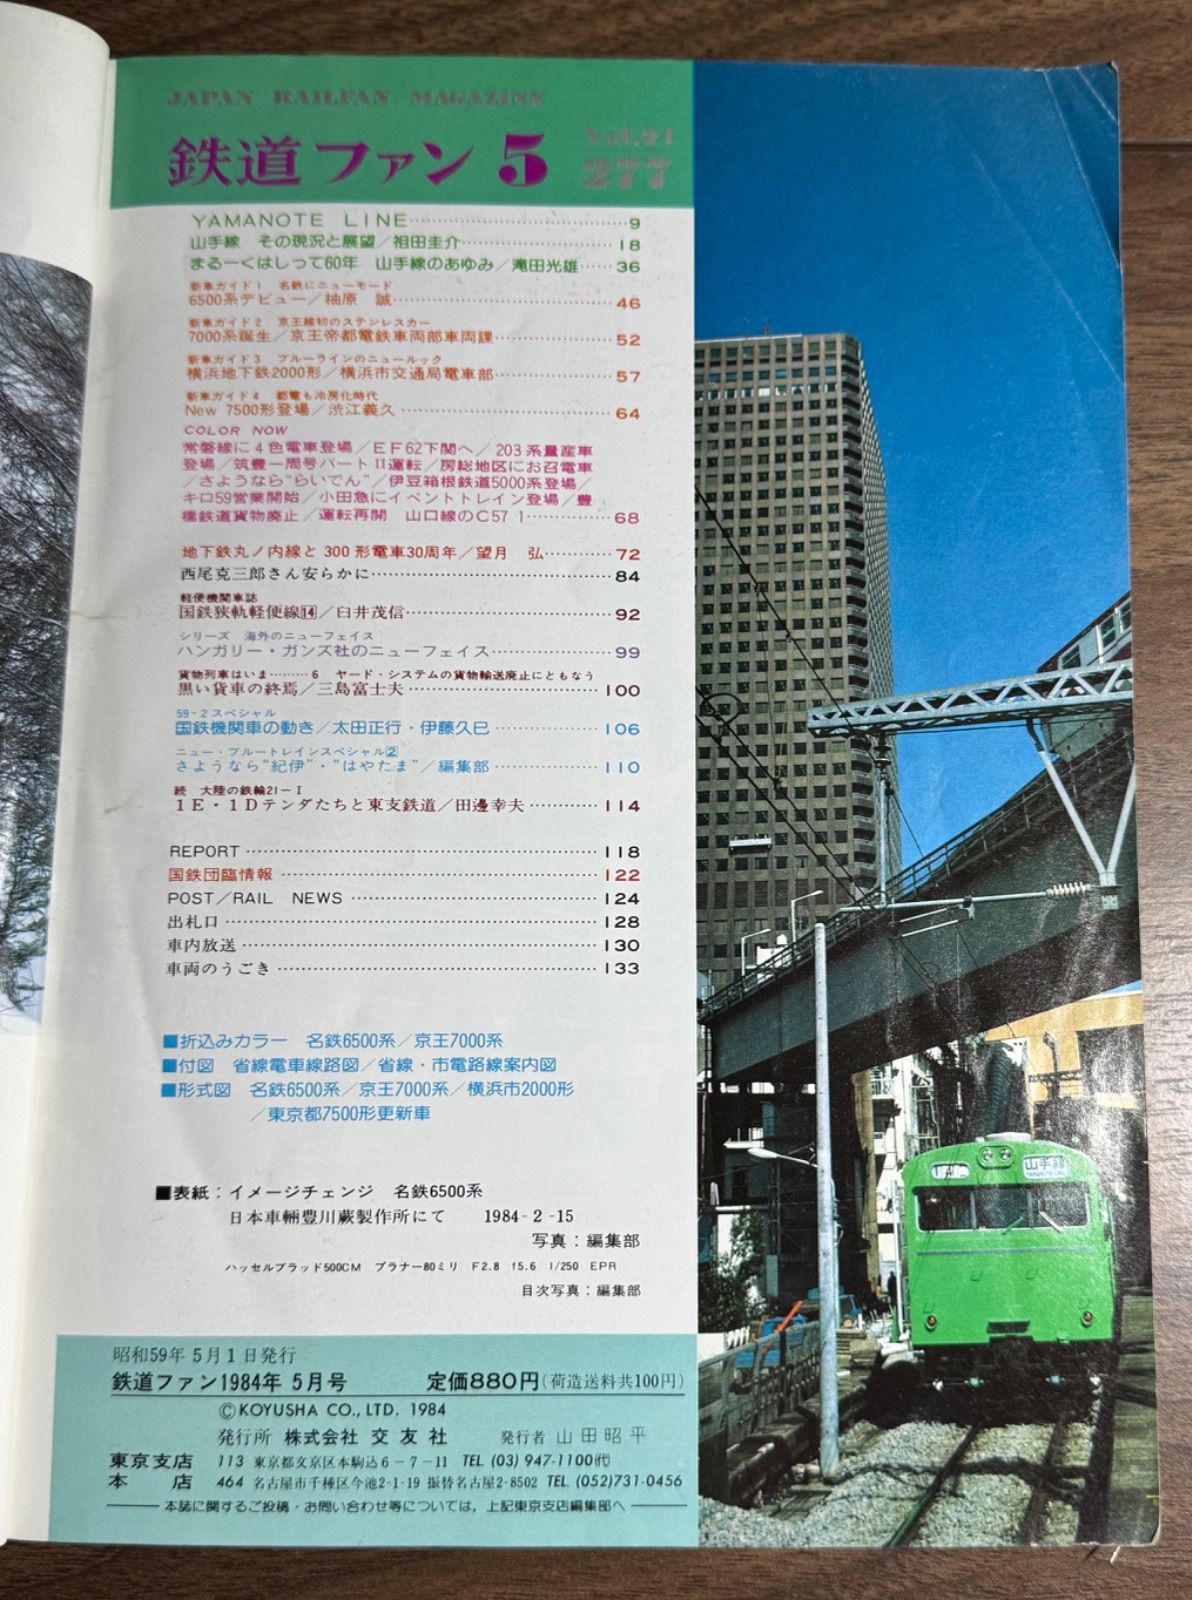 JAPAN RAILFAN MAGAZINE
鉄道ファン 5 Vol.24 277
YAMANOTE LINE……9
山手線 その現況と展望／祖田圭介……18
まるーくはしって60年 山手線のあゆみ／滝田光雄……36
新車ガイド1 名鉄にニューモード
6500系デビュー／柚原 誠……46
新車ガイド2 京王線初のステンレスカー
7000系誕生／京王帝都電鉄車両部車両課……52
新車ガイド3 ブルーラインのニュールック
横浜地下鉄2000形／横浜市交通局電車部……57
新車ガイド4 都電も冷房化時代
New 7500形登場／渋江義久……64
COLOR NOW
常磐線に4色電車登場／EF62下関へ／203系量産車
登場／筑豊一周号パートⅡ運転／房総地区にお召電車
／さようなら“らいでん”／伊豆箱根鉄道5000系登場／
キロ59営業開始／小田急にイベントトレイン登場／豊
橋鉄道貨物廃止／運転再開 山口線のC57 1……68
地下鉄丸ノ内線と300形電車30周年／望月 弘……72
西尾克三郎さん安らかに……84
軽便機関車誌
国鉄狭軌軽便線14／臼井茂信……92
シリーズ 海外のニューフェイス
ハンガリー・ガンズ社のニューフェイス……99
貨物列車はいま………6 ヤード・システムの貨物輸送廃止にともなう
黒い貨車の終焉／三島富士夫……100
59-2スペシャル
国鉄機関車の動き／太田正行・伊藤久巳……106
ニュー・ブルートレインスペシャル2
さようなら“紀伊”・“はやたま”／編集部……110
続 大陸の鉄輪21-Ⅰ
1E・1Dテンダたちと東支鉄道／田邊幸夫……114
REPORT……118
国鉄団臨情報……122
POST／RAIL NEWS……124
出札口……128
車内放送……130
車両のうごき……133
■折込みカラー 名鉄6500系／京王7000系
■付図 省線電車線路図／省線・市電路線案内図
■形式図 名鉄6500系／京王7000系／横浜市2000形
／東京都7500形更新車
■表紙：イメージチェンジ 名鉄6500系
日本車輛豊川蕨製作所にて 1984-2-15
写真：編集部
ハッセルブラッド500CM プラナー80ミリ F2.8 f5.6 1/250 EPR
目次写真：編集部
昭和59年5月1日発行
鉄道ファン1984年5月号 定価880円(荷造送料共100円)
©KOYUSHA CO., LTD. 1984
発行所 株式会社 交友社 発行者 山田昭平
東京支店 113 東京都文京区本駒込6-7-11 TEL (03) 947-1100㈹
本店 464 名古屋市千種区今池2-1-19 振替名古屋2-8502 TEL (052)731-0456
本誌に関するご投稿・お問い合わせ等については，上記東京支店編集部へ
山手線